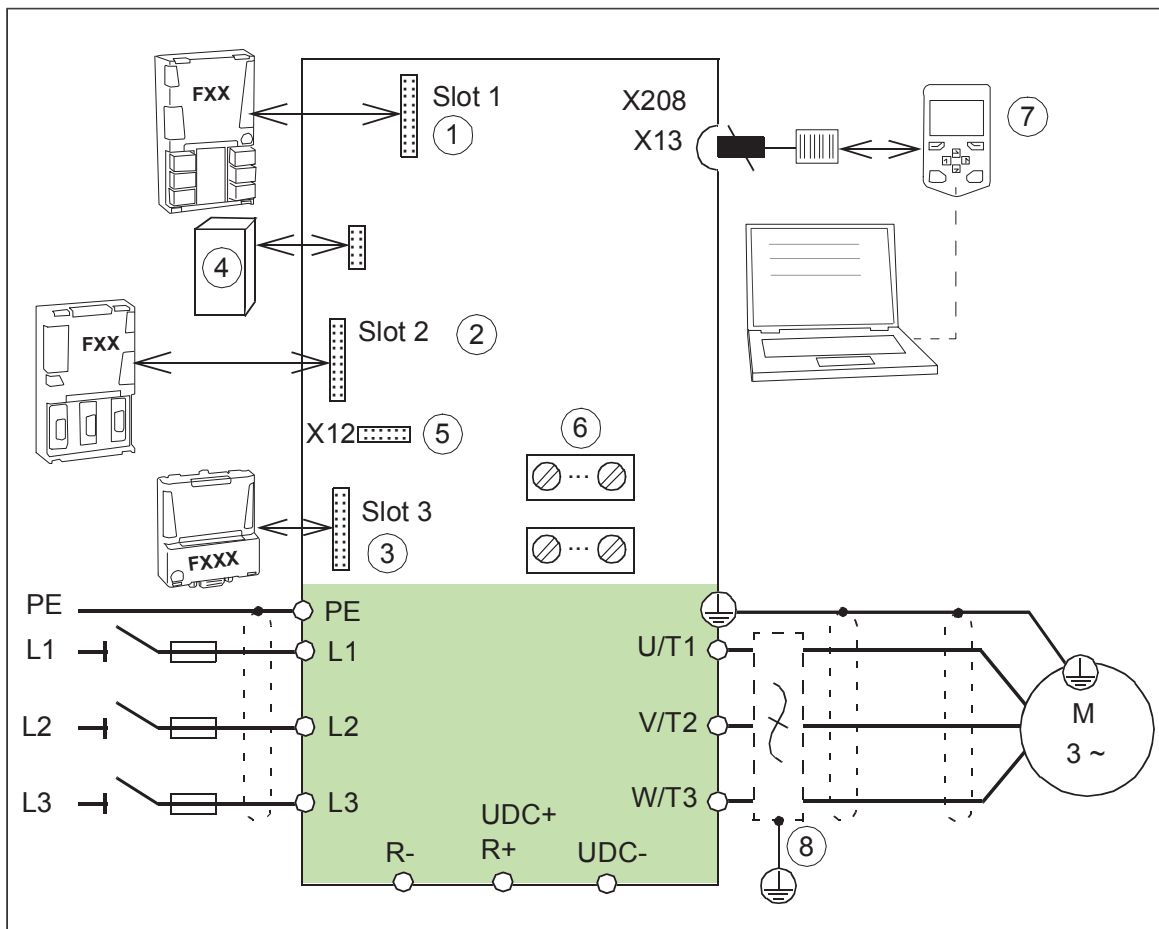 FXX
Slot 1
1
X208
X13
7
4
FXX
Slot 2
2
X12
5
6
FXXX
Slot 3
3
PE
PE
L1
L1
U/T1
L2
L2
V/T2
M
3 ~
L3
L3
W/T3
UDC+
R-
R+
UDC-
8